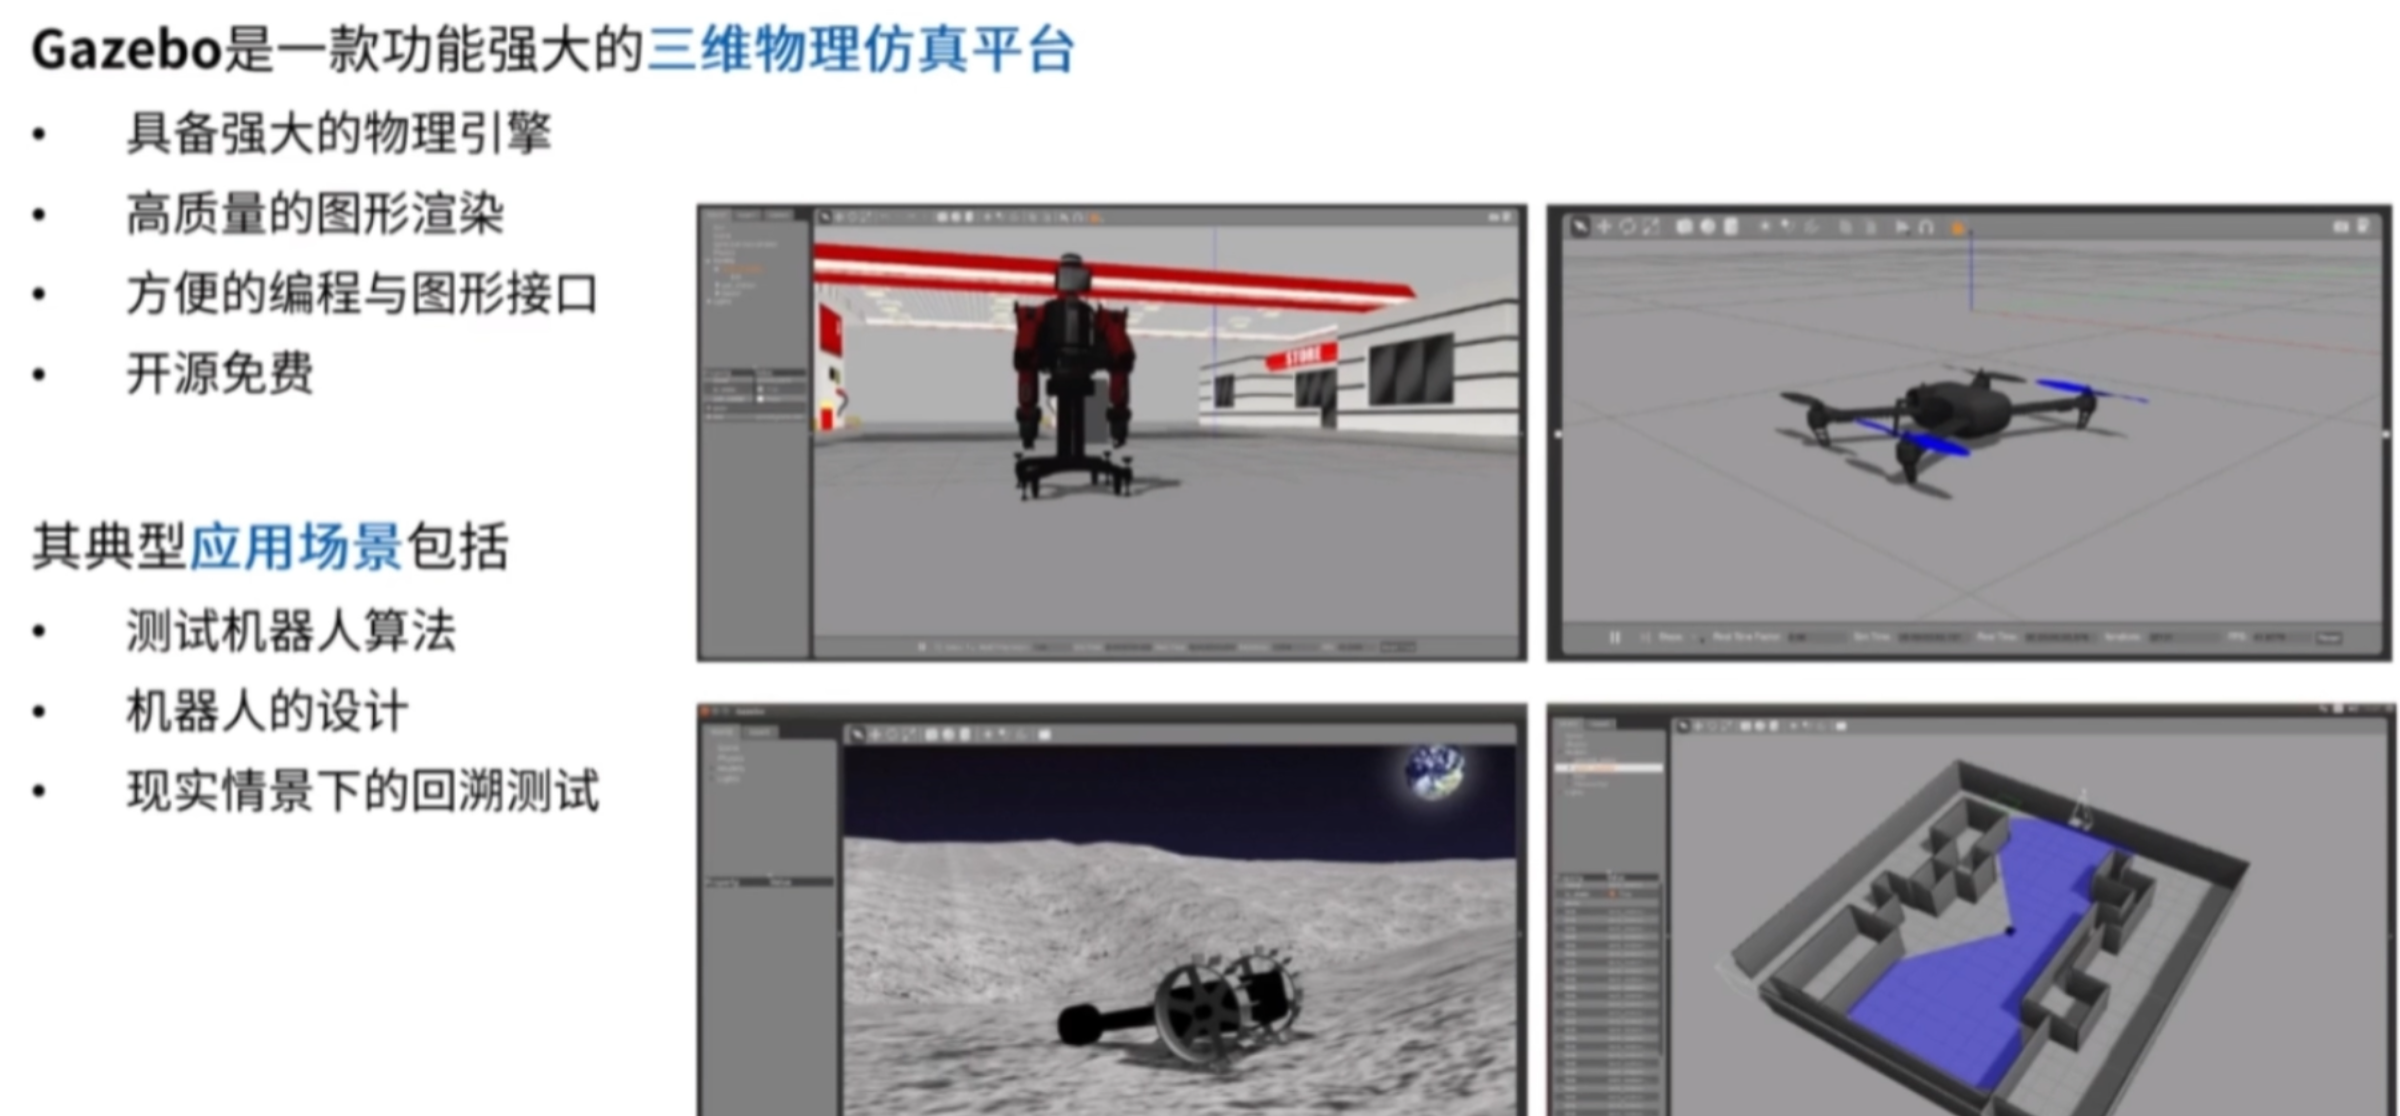 Gazebo是一款功能强大的三维物理仿真平台
• 具备强大的物理引擎
• 高质量的图形渲染
• 方便的编程与图形接口
• 开源免费
其典型应用场景包括
• 测试机器人算法
• 机器人的设计
• 现实情景下的回溯测试
STORE